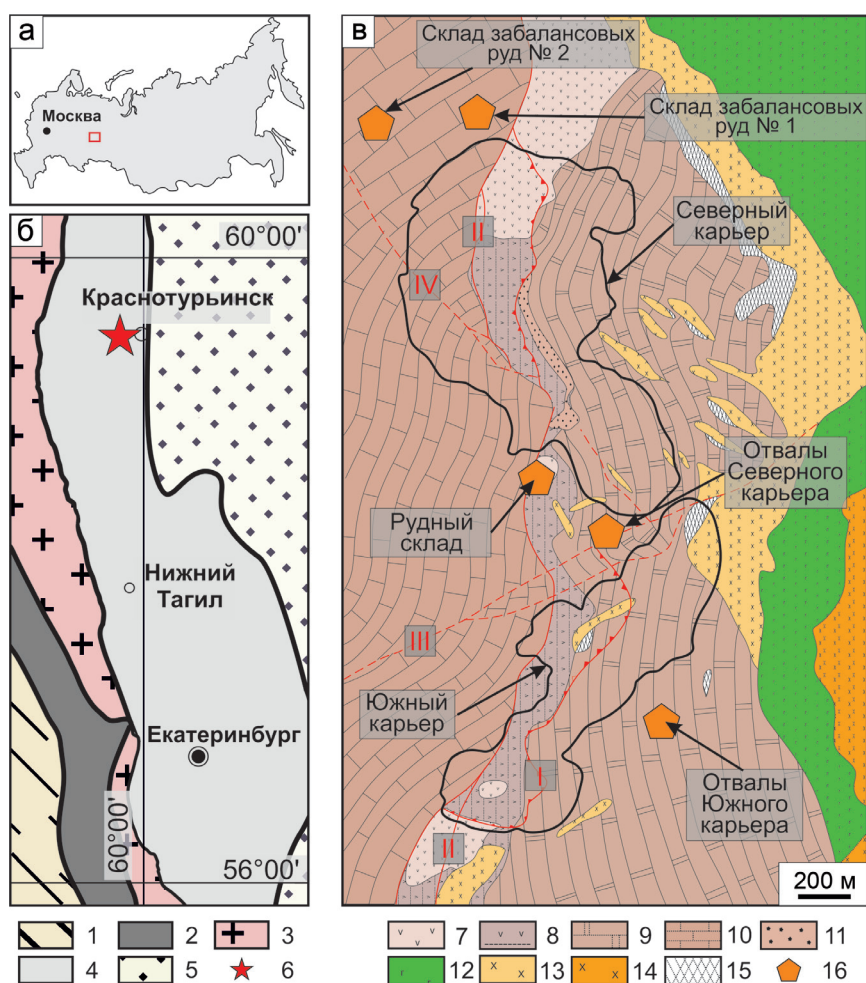 а
Москва
б
60°00'
Краснотурьинск
Нижний
Тагил
Екатеринбург
60°00'
56°00'
1
2
3
4
5
6
в
Склад забалансовых
руд № 2
Склад забалансовых
руд № 1
Северный
карьер
II
IV
Отвалы
Северного
карьера
Рудный
склад
III
Южный
карьер
I
Отвалы
Южного
карьера
II
200 м
7
8
9
10
11
12
13
14
15
16